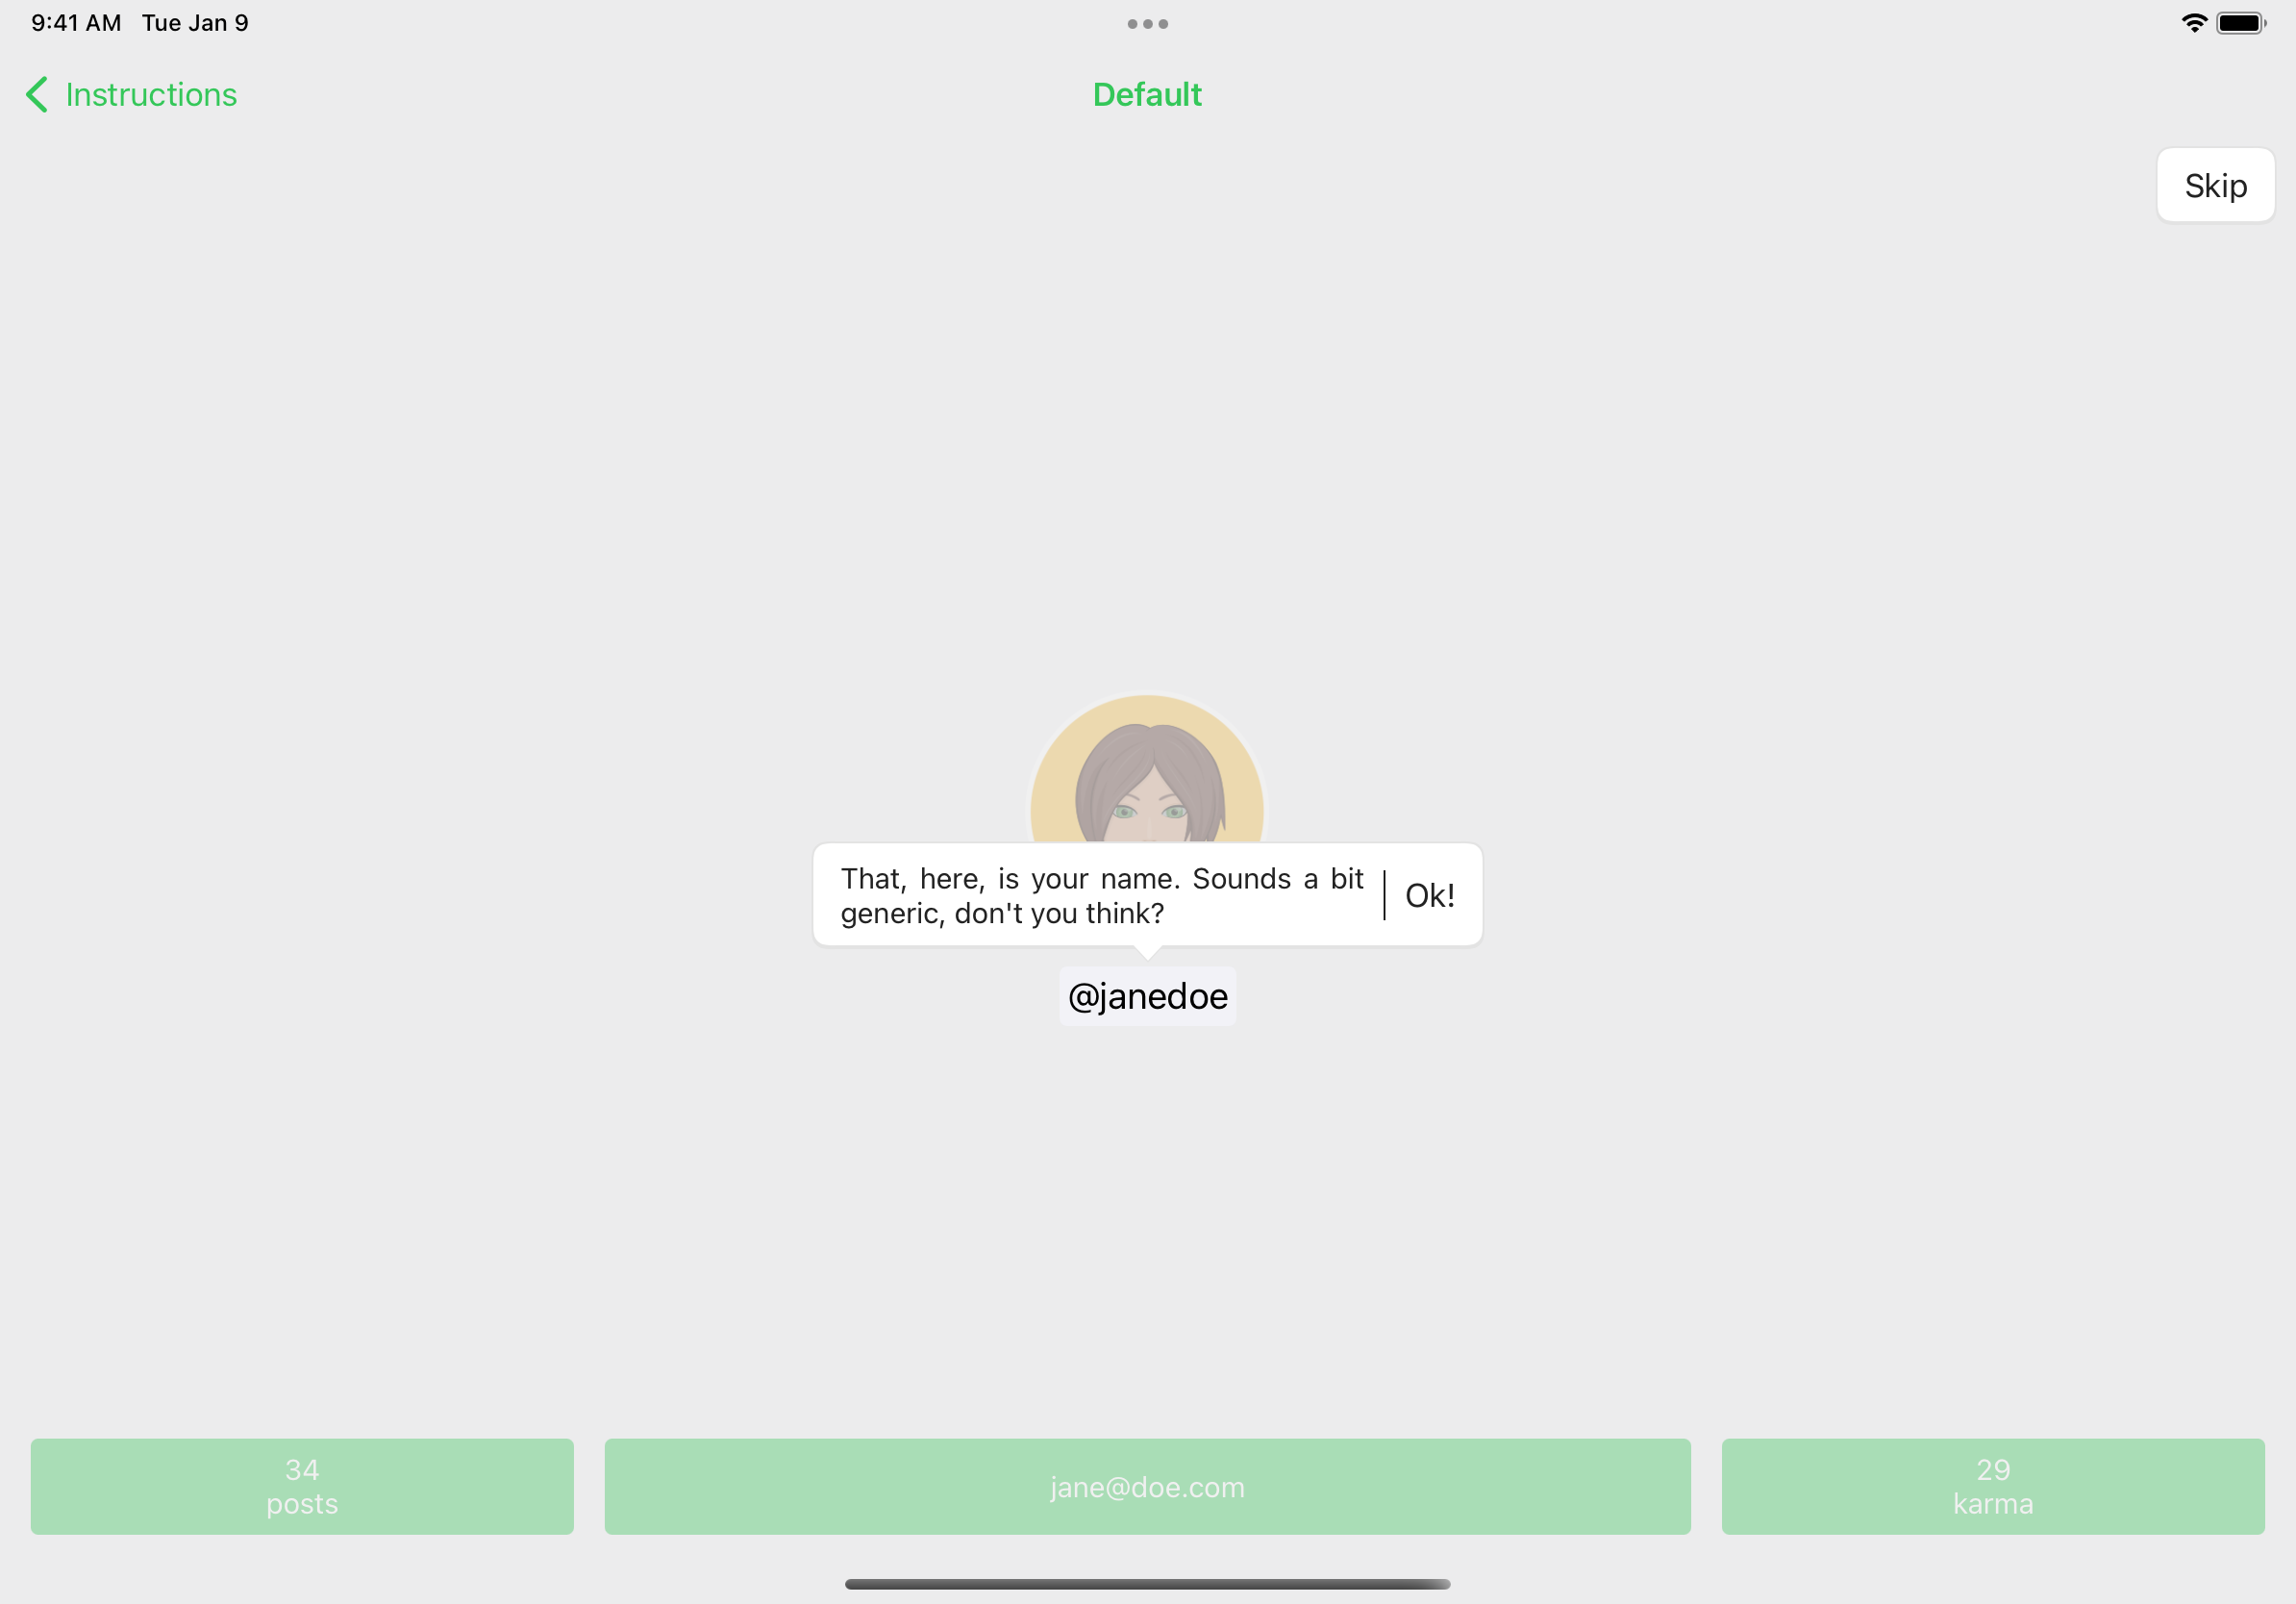 9:41 AM Tue Jan 9
Instructions
Default
Skip
That, here, is your name. Sounds a bit
generic, don't you think?
Ok!
@janedoe
34
posts
jane@doe.com
29
karma